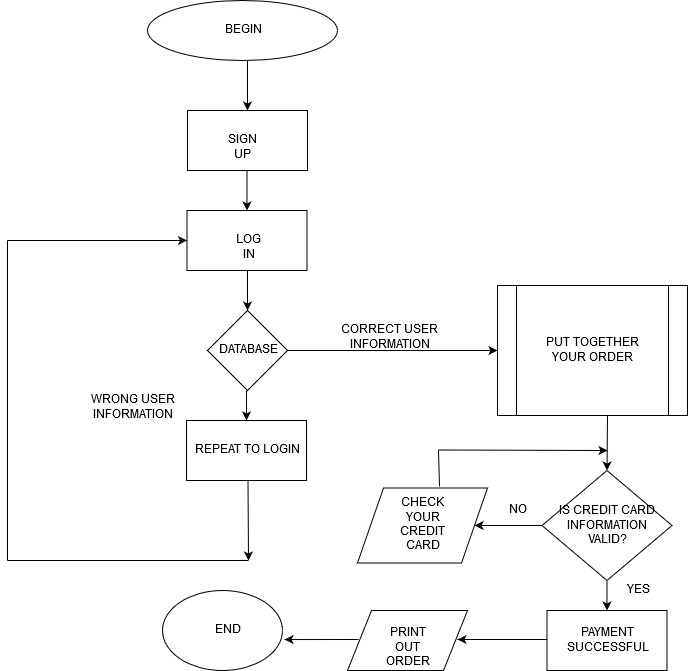 BEGIN
SIGN
UP
LOG
IN
DATABASE
CORRECT USER
INFORMATION
PUT TOGETHER
YOUR ORDER
WRONG USER
INFORMATION
REPEAT TO LOGIN
CHECK
YOUR
CREDIT
CARD
NO
IS CREDIT CARD
INFORMATION
VALID?
YES
END
PRINT
OUT
ORDER
PAYMENT
SUCCESSFUL